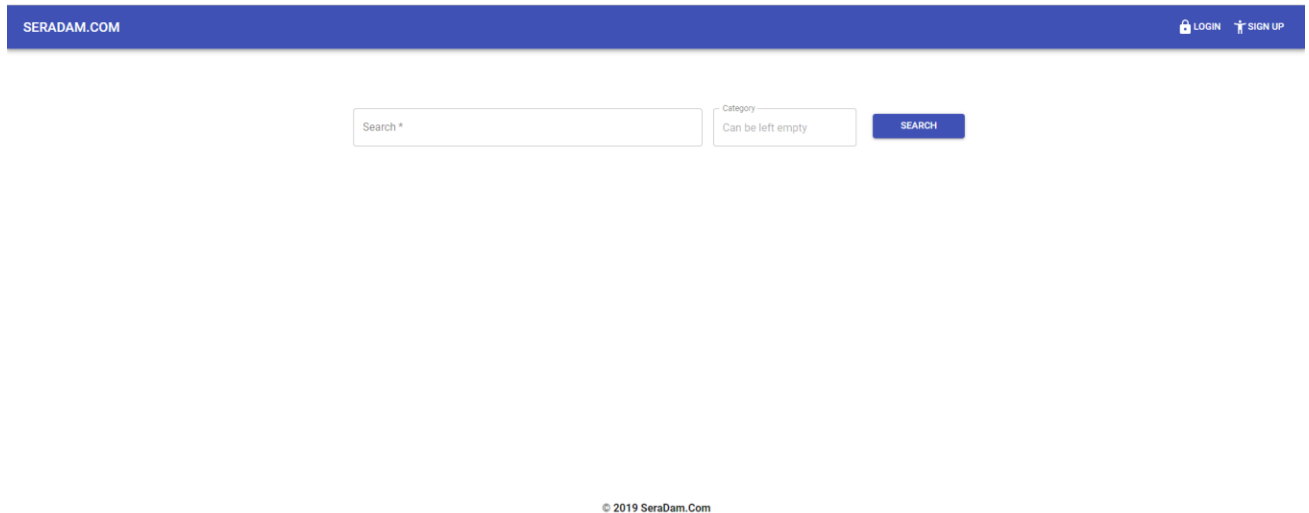 SERADAM.COM
LOGIN
SIGN UP
Search *
Category
Can be left empty
SEARCH
© 2019 SeraDam.Com